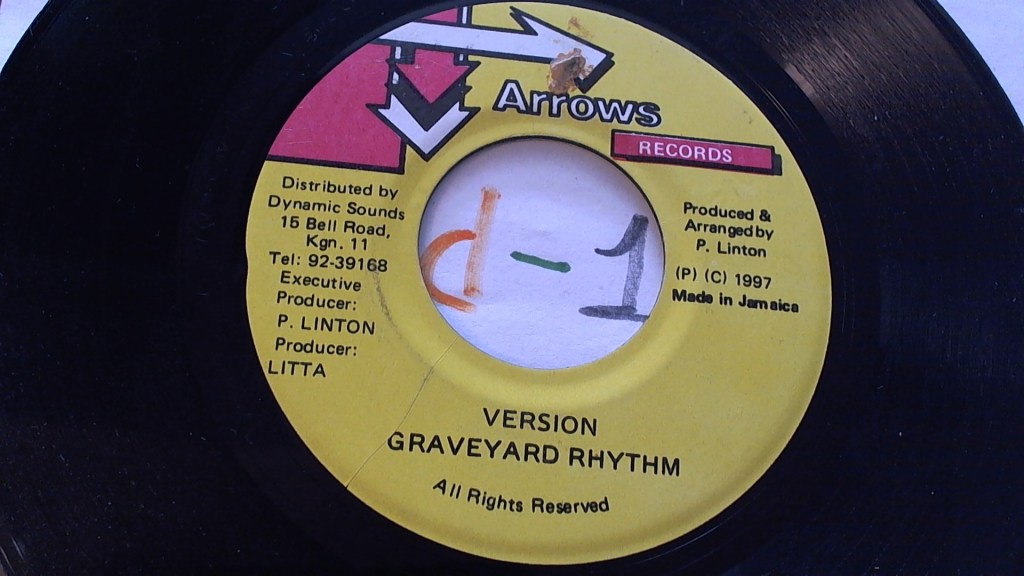 Arrows
RECORDS
Distributed by
Dynamic Sounds
15 Bell Road,
Kgn. 11
Tel: 92-39168
Executive
Producer:
P. LINTON
Producer:
LITTA
d-1
Produced &
Arranged by
P. Linton
(P) (C) 1997
Made in Jamaica
VERSION
GRAVEYARD RHYTHM
All Rights Reserved